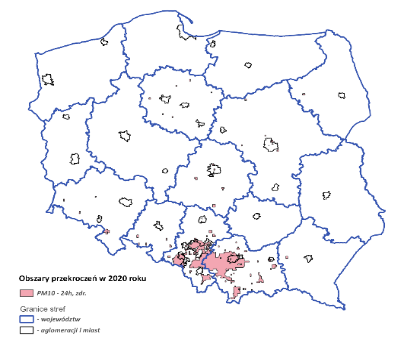 Obszary przekroczeń w 2020 roku
PM10 - 24h, zdr.
Granice stref
- województw
- aglomeracji i miast